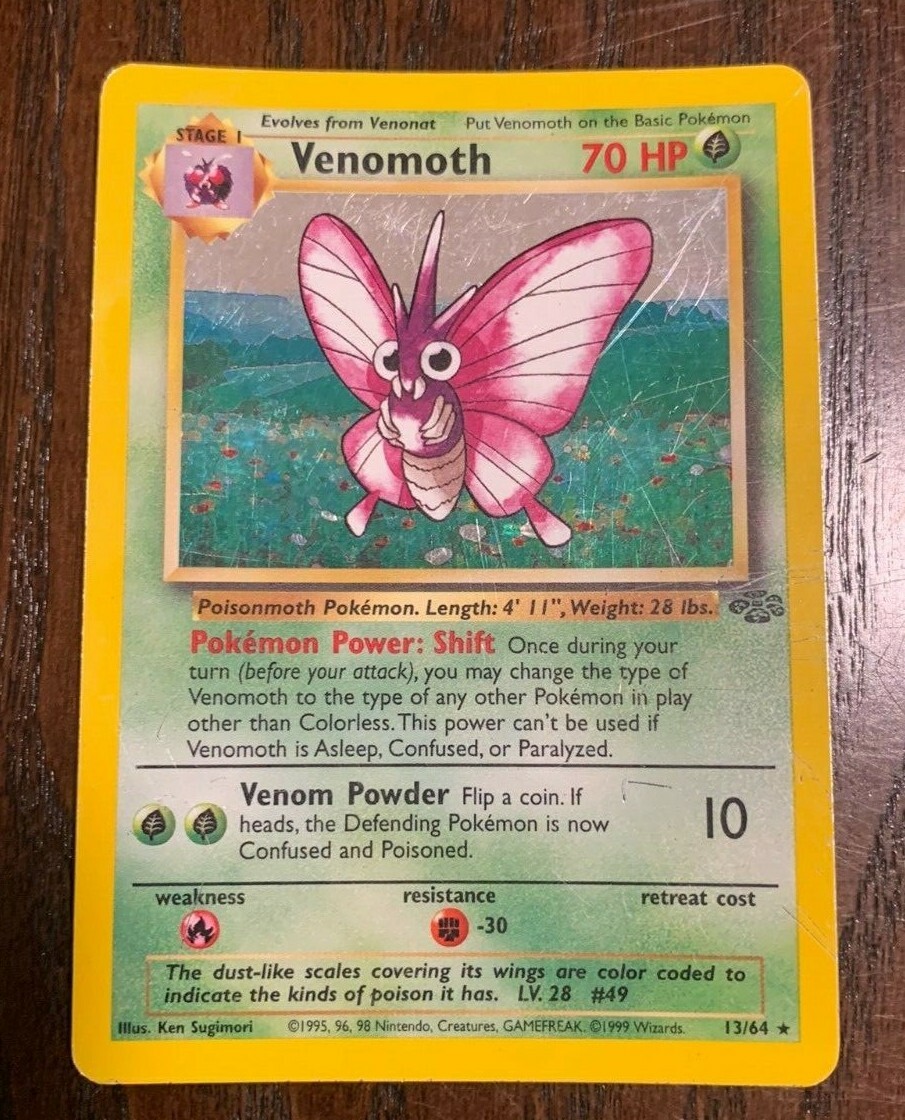 Evolves from Venonat Put Venomoth on the Basic Pokémon
STAGE 1
Venomoth 70 HP
Poisonmoth Pokémon. Length: 4' 11", Weight: 28 lbs.
Pokémon Power: Shift Once during your
turn (before your attack), you may change the type of
Venomoth to the type of any other Pokémon in play
other than Colorless. This power can't be used if
Venomoth is Asleep, Confused, or Paralyzed.
Venom Powder Flip a coin. If
heads, the Defending Pokémon is now
Confused and Poisoned.
10
weakness resistance retreat cost
-30
The dust-like scales covering its wings are color coded to
indicate the kinds of poison it has. LV. 28 #49
Illus. Ken Sugimori ©1995, 96, 98 Nintendo, Creatures, GAMEFREAK. ©1999 Wizards. 13/64 ★